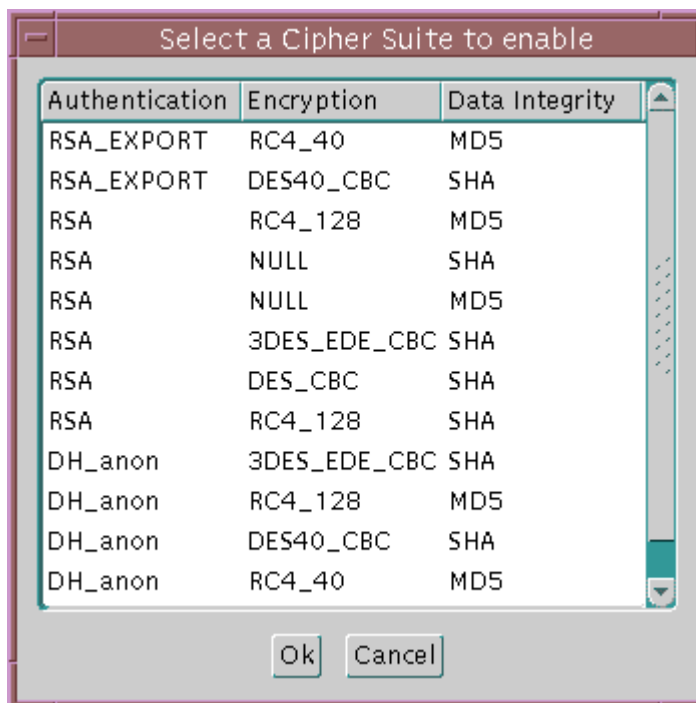 Select a Cipher Suite to enable
Authentication Encryption Data Integrity
RSA_EXPORT RC4_40 MD5
RSA_EXPORT DES40_CBC SHA
RSA RC4_128 MD5
RSA NULL SHA
RSA NULL MD5
RSA 3DES_EDE_CBC SHA
RSA DES_CBC SHA
RSA RC4_128 SHA
DH_anon 3DES_EDE_CBC SHA
DH_anon RC4_128 MD5
DH_anon DES40_CBC SHA
DH_anon RC4_40 MD5
Ok Cancel